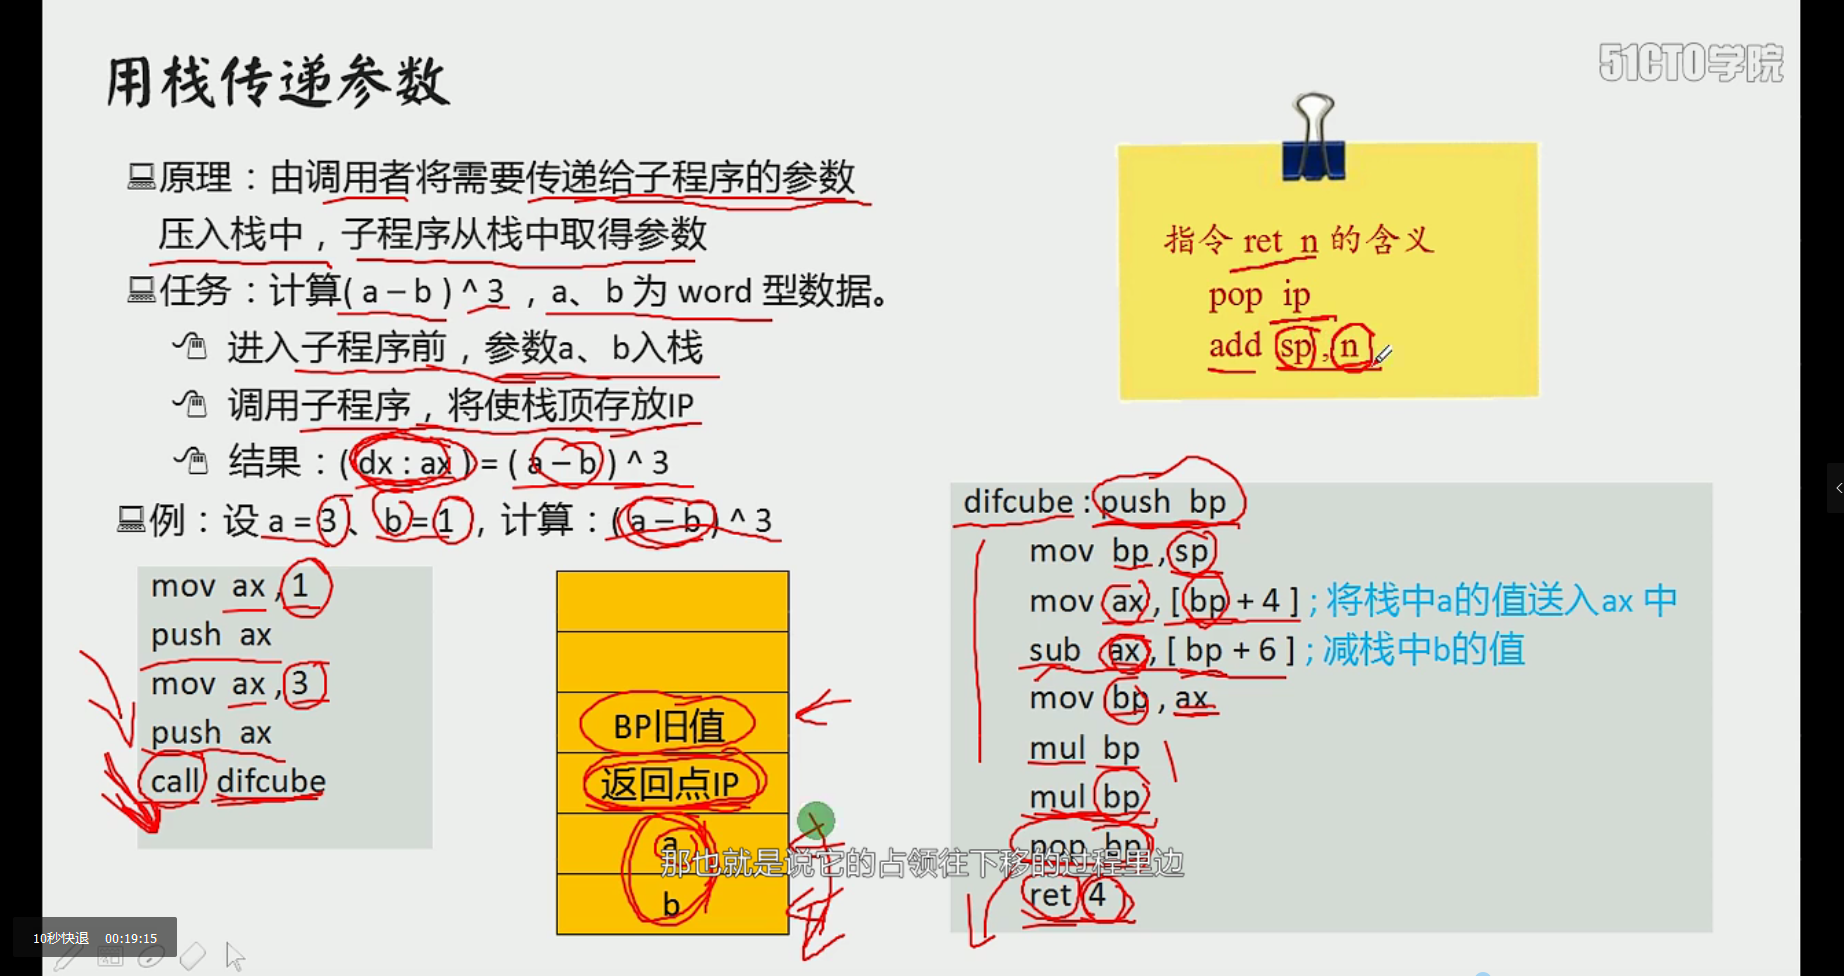 51CTO学院
用栈传递参数
原理：由调用者将需要传递给子程序的参数
压入栈中，子程序从栈中取得参数
任务：计算( a – b ) ^ 3 ，a、b 为 word 型数据。
进入子程序前，参数a、b入栈
调用子程序，将使栈顶存放IP
结果：( dx : ax ) = ( a – b ) ^ 3
例：设 a = 3、b = 1，计算：( a – b ) ^ 3
mov ax , 1
push ax
mov ax , 3
push ax
call difcube
BP旧值
返回点IP
a
b
指令 ret n 的含义
pop ip
add sp , n
difcube : push bp
mov bp , sp
mov ax , [ bp + 4 ] ; 将栈中a的值送入ax 中
sub ax , [ bp + 6 ] ; 减栈中b的值
mov bp , ax
mul bp
mul bp
pop bp
ret 4
那也就是说它的占领往下移的过程里边
10秒快退 00:19:15